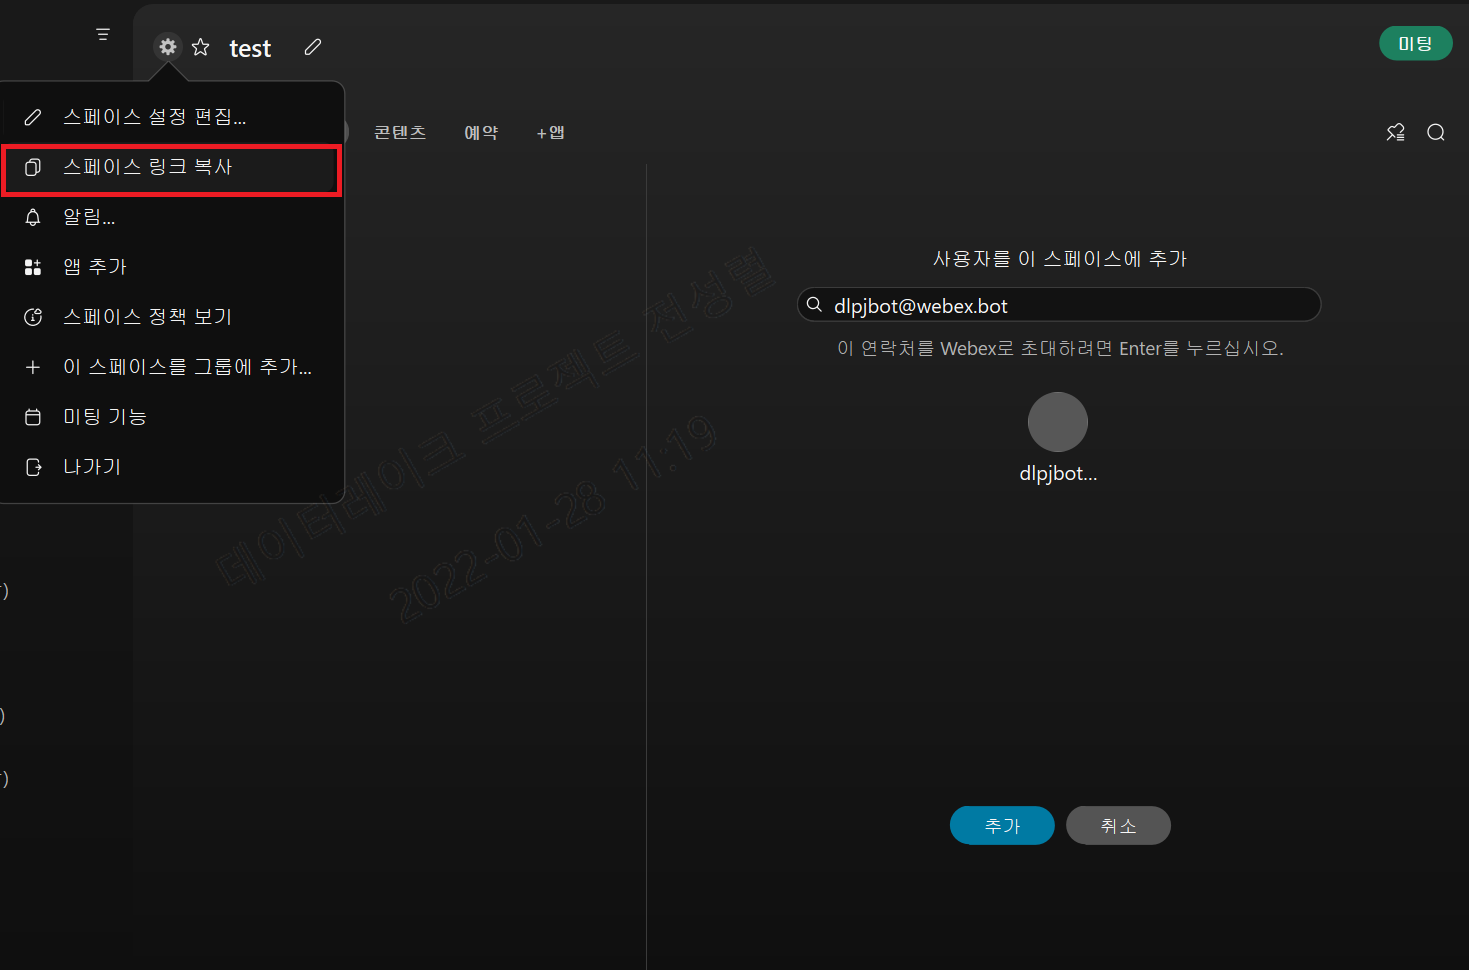 test
미팅
스페이스 설정 편집...
스페이스 링크 복사
알림...
앱 추가
스페이스 정책 보기
이 스페이스를 그룹에 추가...
미팅 기능
나가기
콘텐츠 예약 +앱
사용자를 이 스페이스에 추가
dlpjbot@webex.bot
이 연락처를 Webex로 초대하려면 Enter를 누르십시오.
dlpjbot...
추가 취소
데이터레이크 프로젝트 전성렬
2022-01-28 11:19
)
)
)